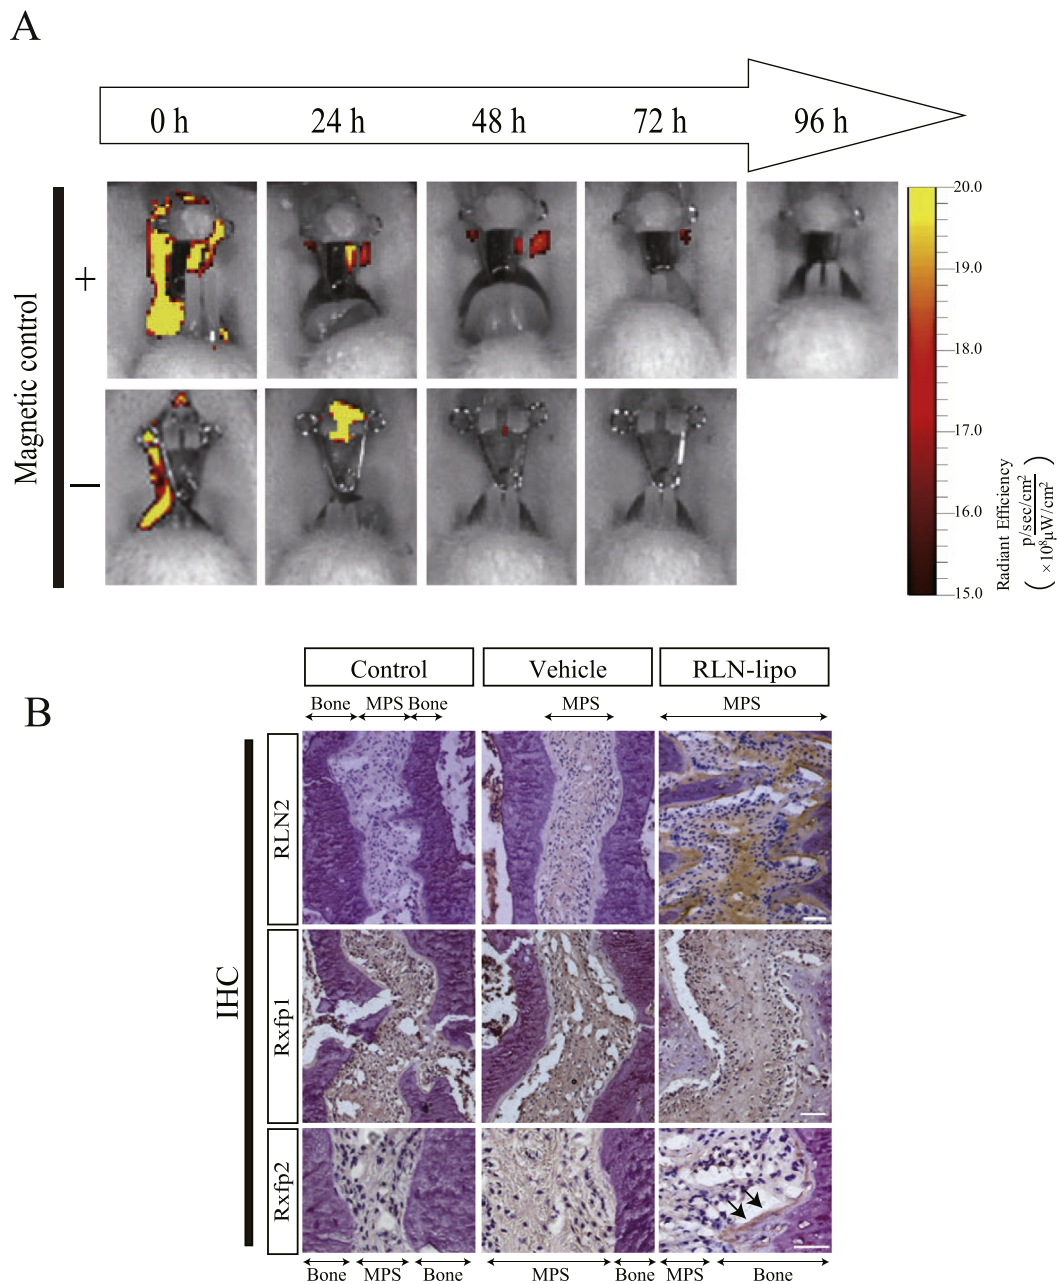 A
0 h 24 h 48 h 72 h 96 h
Magnetic control
+
—
20.0
19.0
18.0
17.0
16.0
15.0
Radiant Efficiency
( p/sec/cm² / ×10⁸µW/cm² )
B
Control Vehicle RLN-lipo
Bone MPS Bone MPS MPS
IHC
RLN2
Rxfp1
Rxfp2
Bone MPS Bone MPS Bone MPS Bone